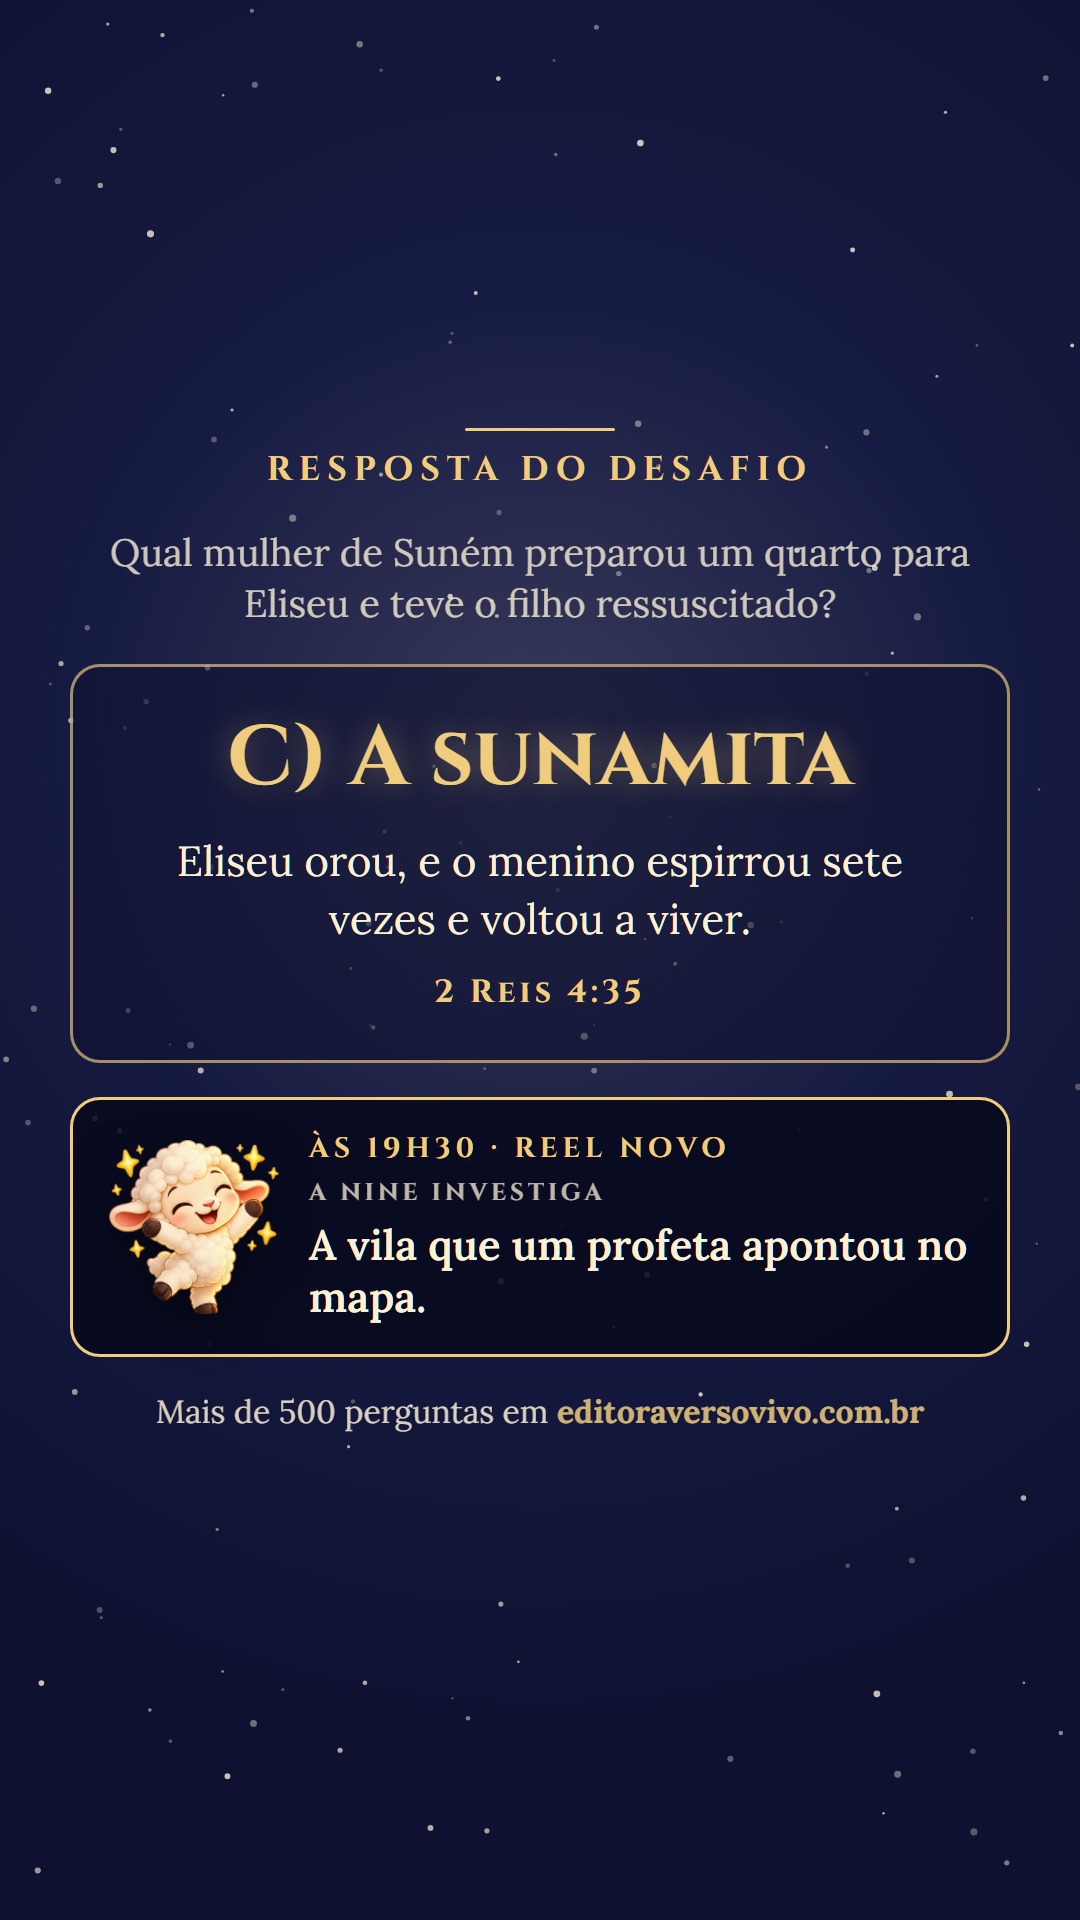 RESPOSTA DO DESAFIO
Qual mulher de Suném preparou um quarto para
Eliseu e teve o filho ressuscitado?
C) A SUNAMITA
Eliseu orou, e o menino espirrou sete
vezes e voltou a viver.
2 REIS 4:35
ÀS 19H30 · REEL NOVO
A NINE INVESTIGA
A vila que um profeta apontou no
mapa.
Mais de 500 perguntas em editoraversovivo.com.br